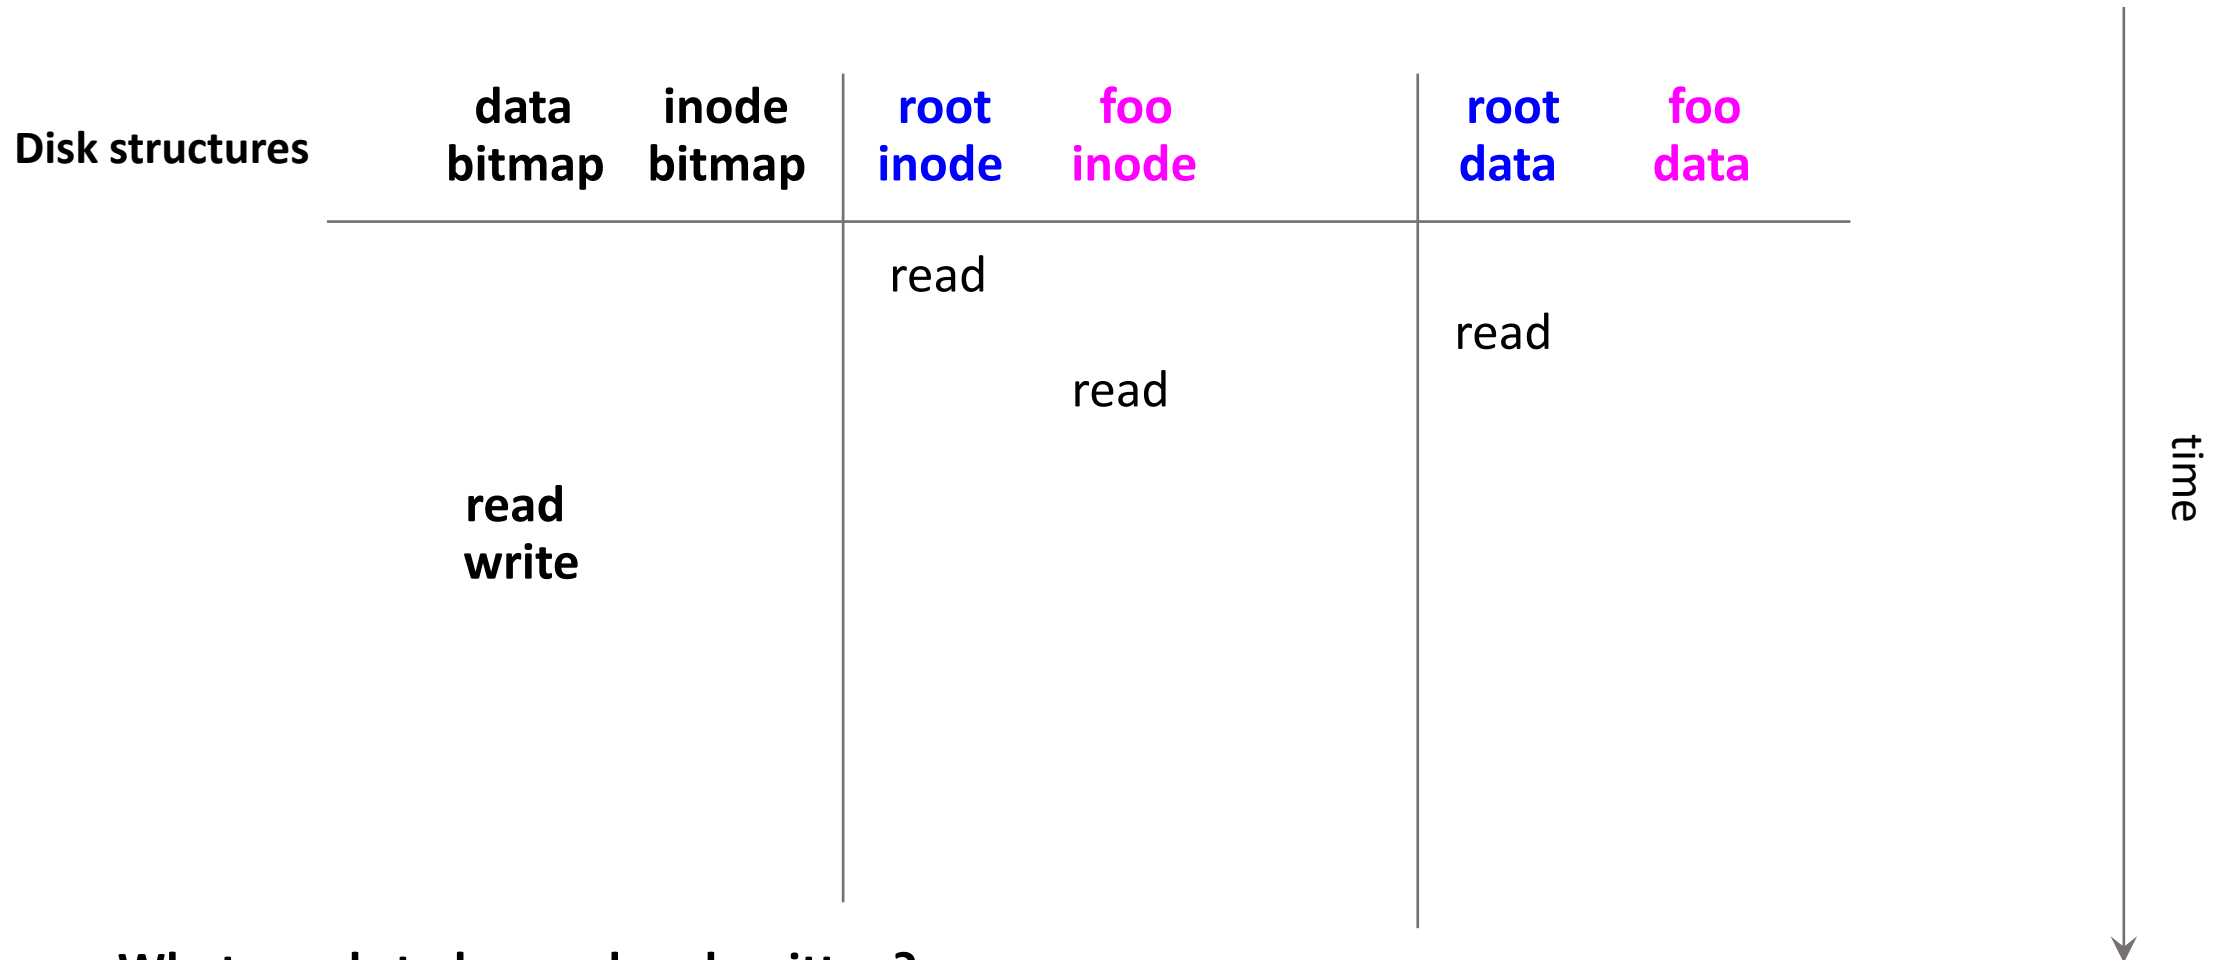 Disk structures
data bitmap
inode bitmap
root inode
foo inode
root data
foo data
read
read
read
read
write
time